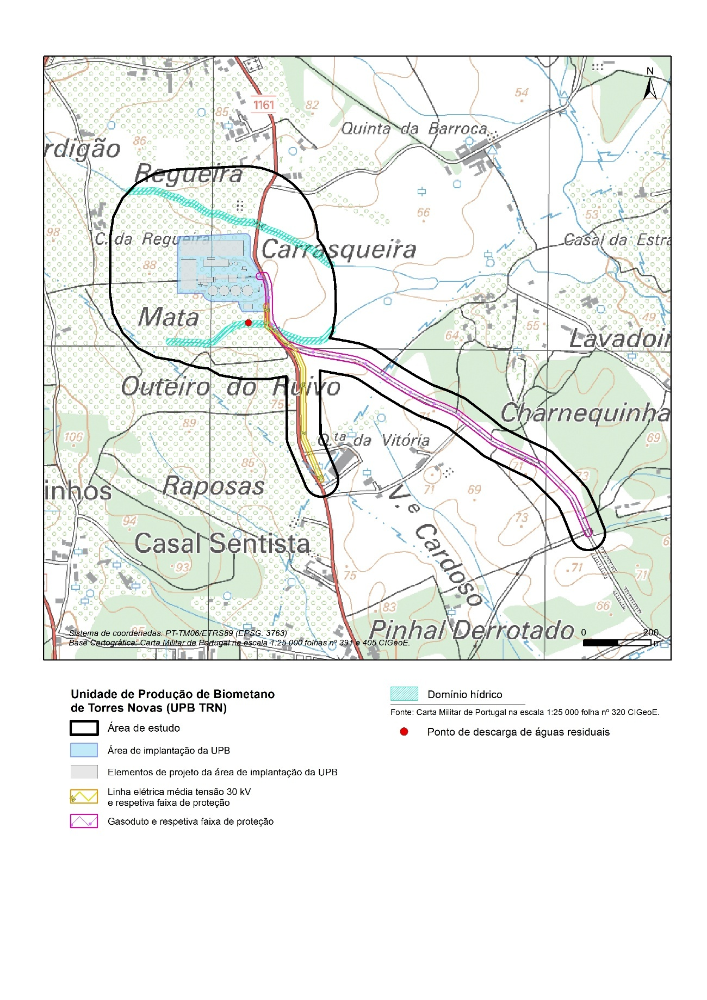 N
1161
82
85
54
Quinta da Barroca
rdigão
86
Regueira
66
53
98
C. da Regueira
Carrasqueira
Casal da Estra
88
Mata
49
55
64
Lavadoir
Outeiro do Ruivo
75
Charnequinha
71
89
106
Q.ta da Vitória
69
85
71
73
inhos
Raposas
71
69
V. e Cardoso
94
73
Casal Sentista
93
75
71
71
83
66
95
Pinhal Derrotado
Sistema de coordenadas: PT-TM06/ETRS89 (EPSG: 3763)
Base Cartográfica: Carta Militar de Portugal na escala 1:25 000 folhas nº 391 e 405 CIGeoE.
0 200
m
Unidade de Produção de Biometano
de Torres Novas (UPB TRN)
Área de estudo
Área de implantação da UPB
Elementos de projeto da área de implantação da UPB
Linha elétrica média tensão 30 kV
e respetiva faixa de proteção
Gasoduto e respetiva faixa de proteção
Domínio hídrico
Fonte: Carta Militar de Portugal na escala 1:25 000 folha nº 320 CIGeoE.
Ponto de descarga de águas residuais